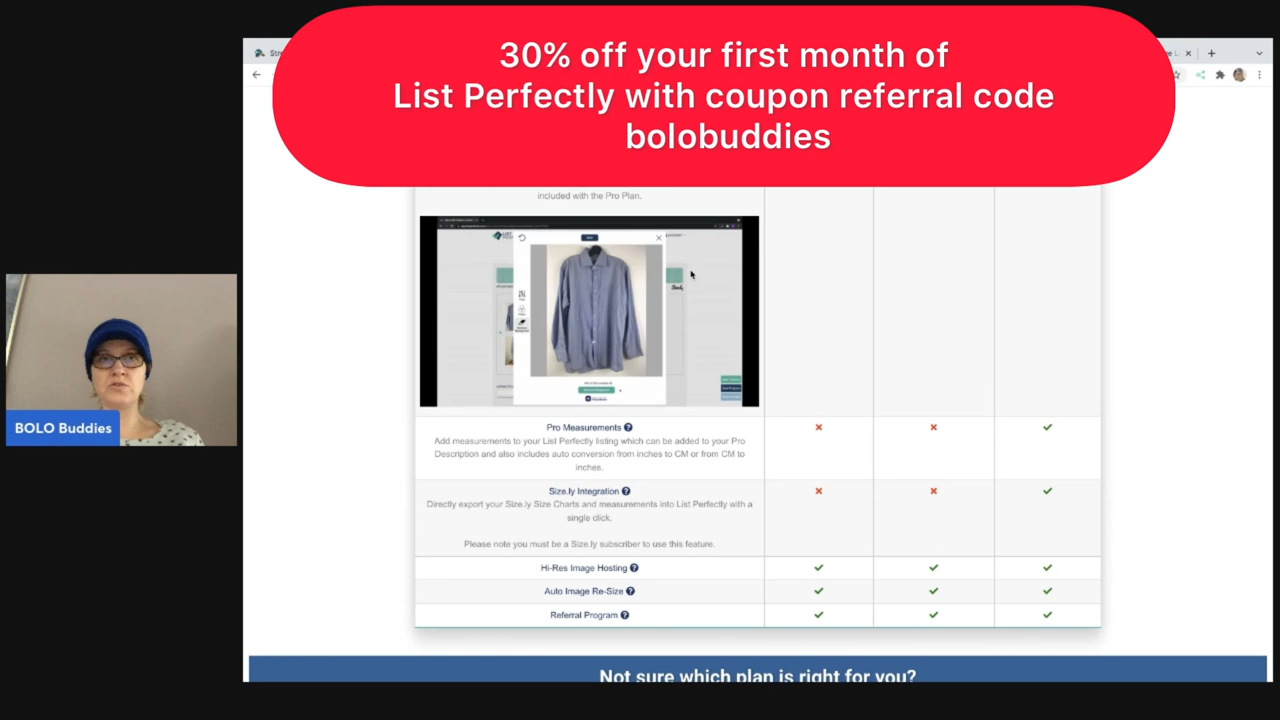 30% off your first month of
List Perfectly with coupon referral code
bolobuddies
included with the Pro Plan.
BOLO Buddies
Pro Measurements
Add measurements to your List Perfectly listing which can be added to your Pro
Description and also includes auto conversion from inches to CM or from CM to
inches.
Size.ly Integration
Directly export your Size.ly Size Charts and measurements into List Perfectly with a
single click.
Please note you must be a Size.ly subscriber to use this feature.
Hi-Res Image Hosting
Auto Image Re-Size
Referral Program
Not sure which plan is right for you?